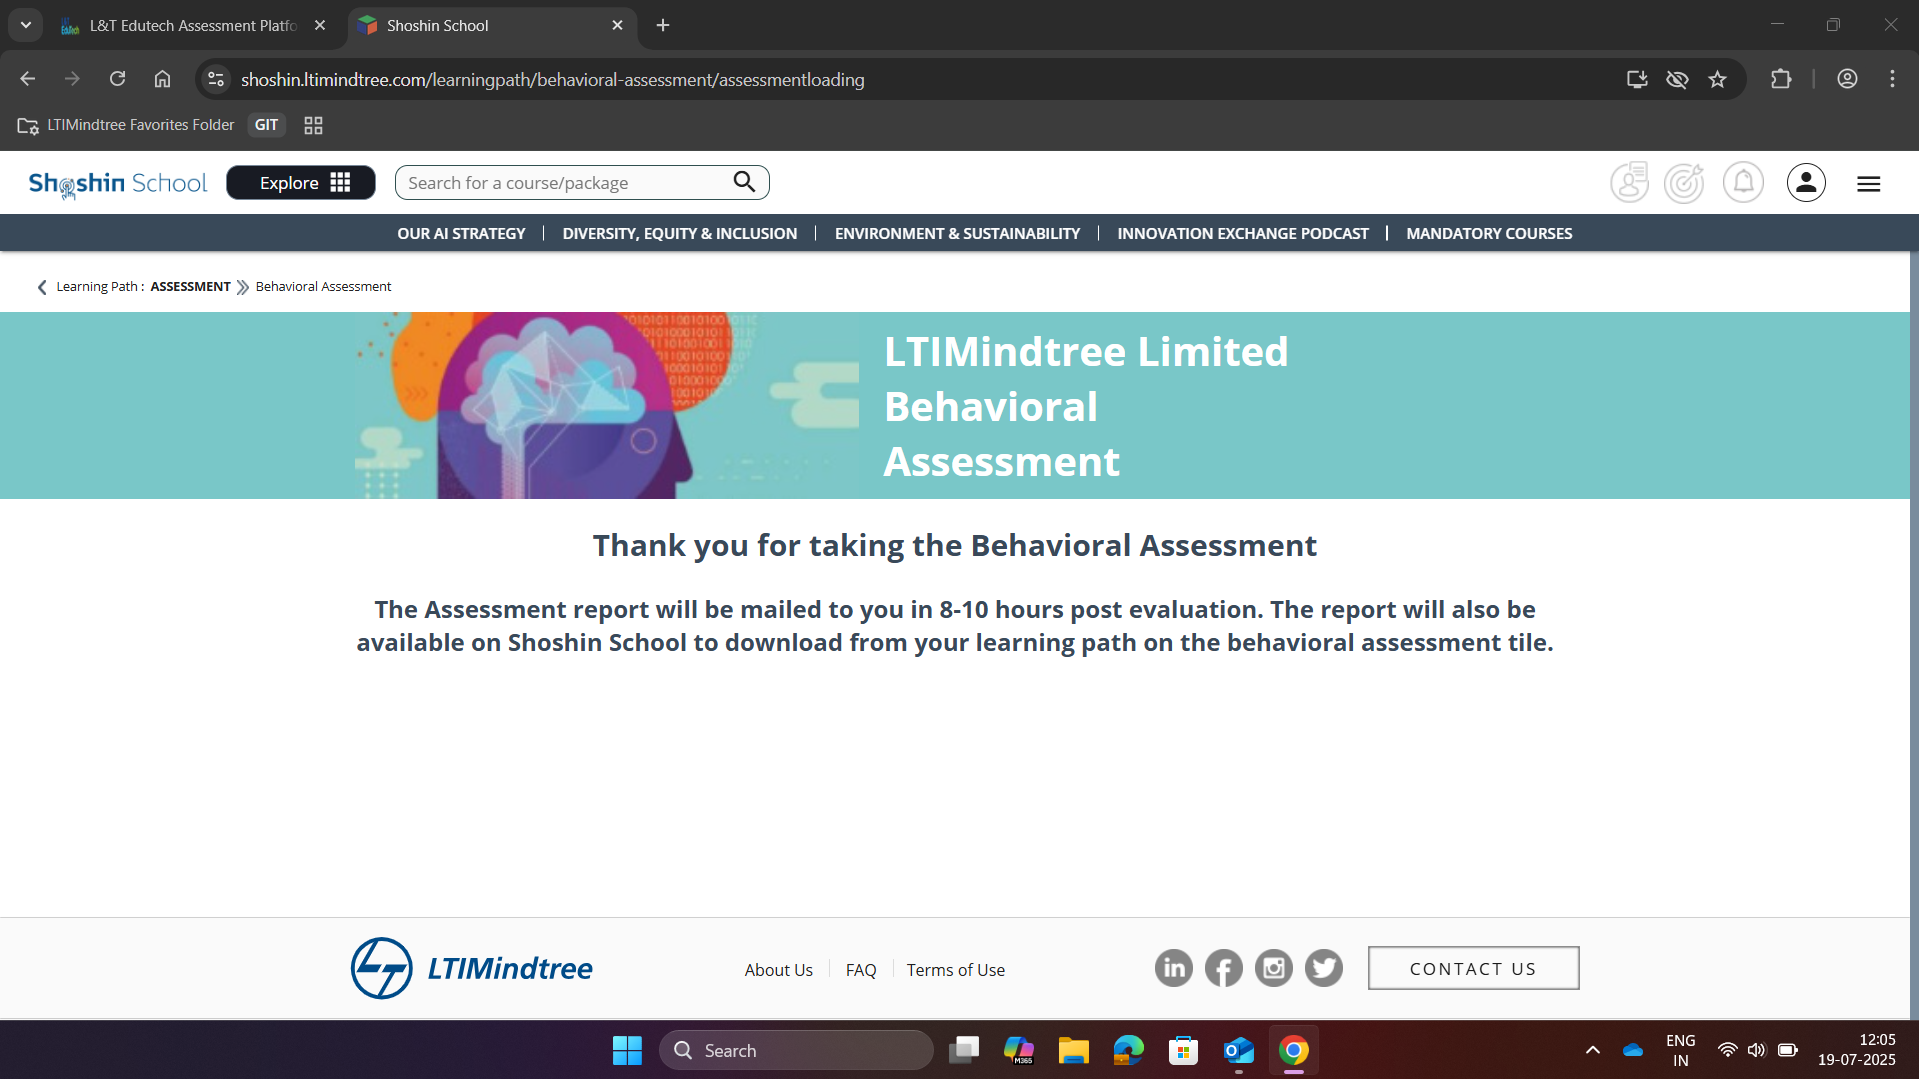 L&T Edutech Assessment Platfo
Shoshin School
shoshin.ltimindtree.com/learningpath/behavioral-assessment/assessmentloading
LTIMindtree Favorites Folder
GIT
Shoshin School
Explore
Search for a course/package
OUR AI STRATEGY
DIVERSITY, EQUITY & INCLUSION
ENVIRONMENT & SUSTAINABILITY
INNOVATION EXCHANGE PODCAST
MANDATORY COURSES
Learning Path : ASSESSMENT Behavioral Assessment
LTIMindtree Limited
Behavioral
Assessment
Thank you for taking the Behavioral Assessment
The Assessment report will be mailed to you in 8-10 hours post evaluation. The report will also be
available on Shoshin School to download from your learning path on the behavioral assessment tile.
LTIMindtree
About Us
FAQ
Terms of Use
CONTACT US
Search
M365
ENG
IN
12:05
19-07-2025